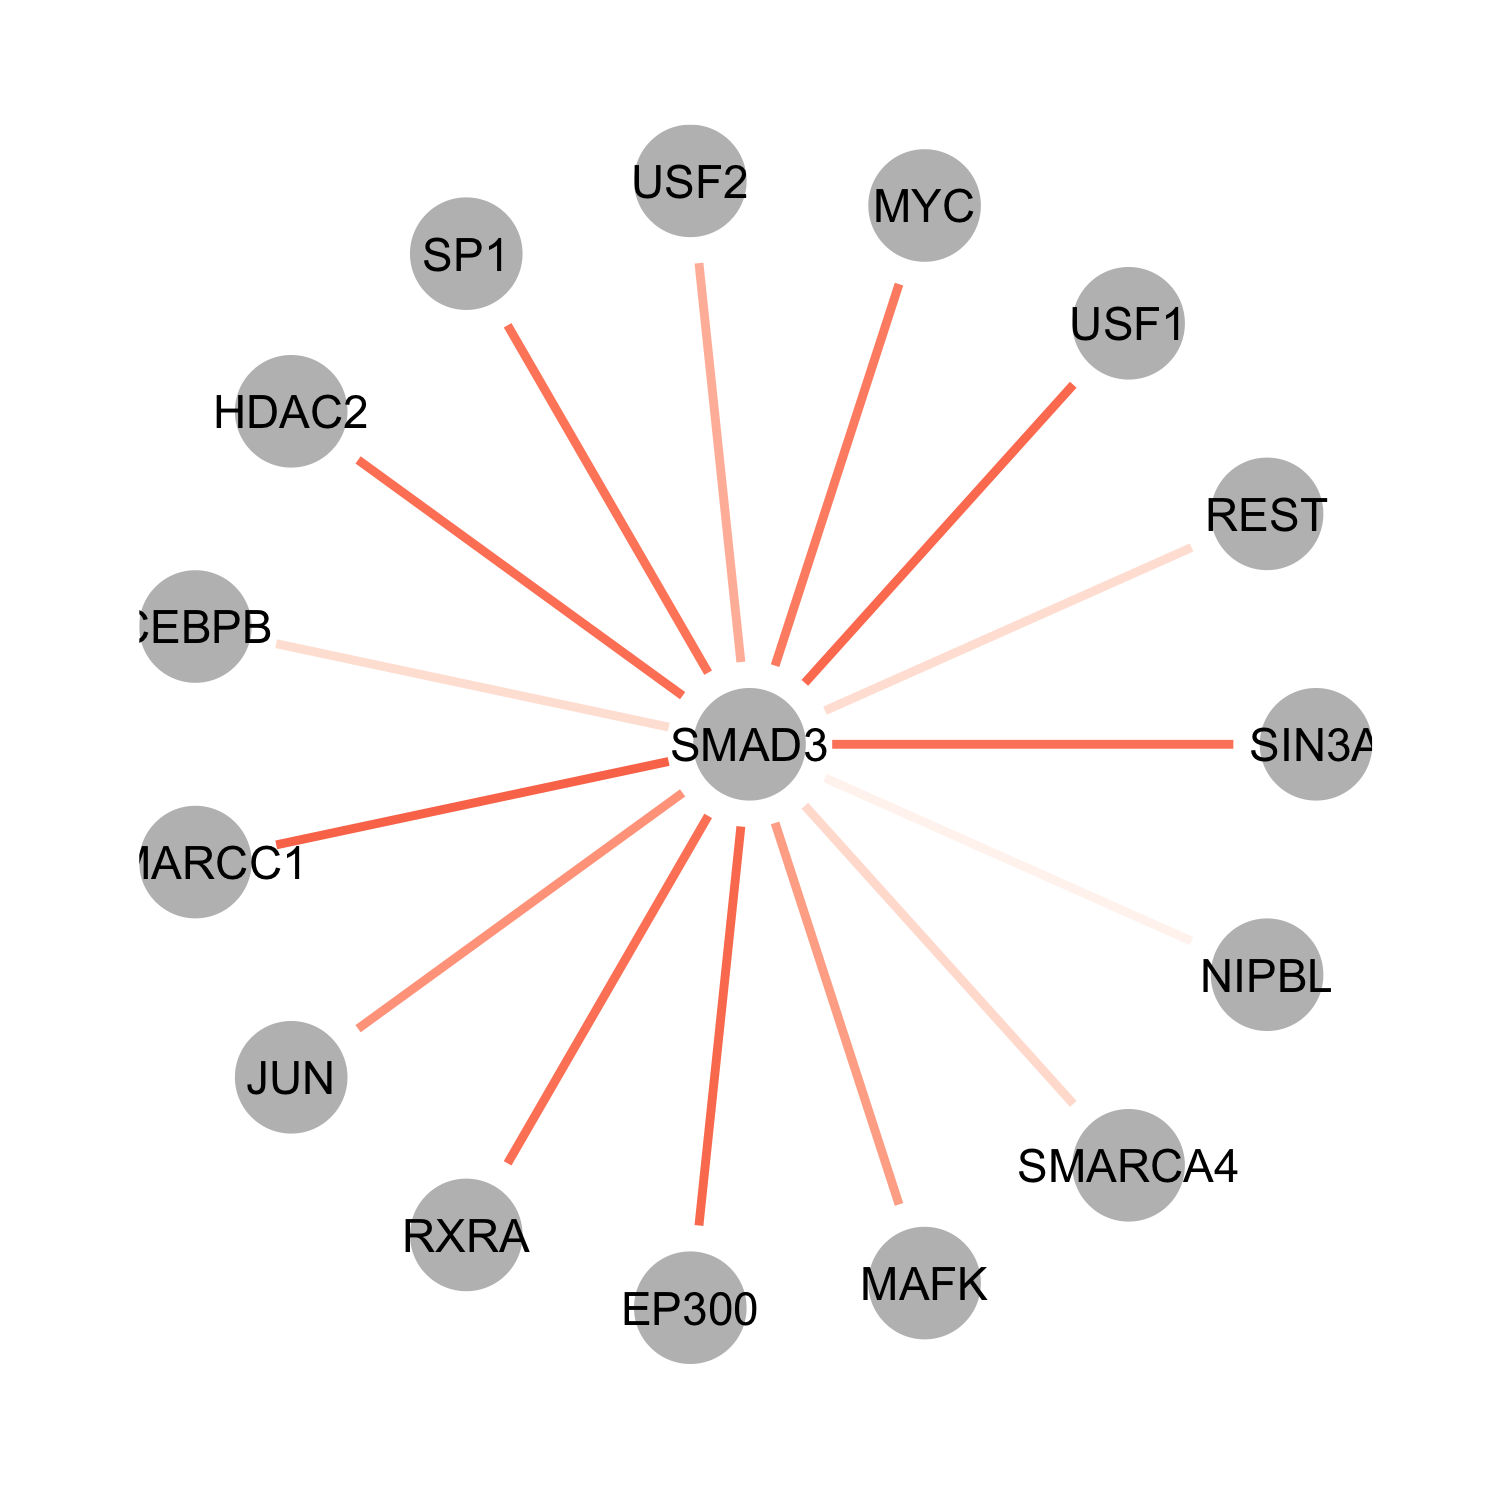 USF2
MYC
SP1
USF1
HDAC2
REST
CEBPB
SMAD3
SIN3A
MARCC1
NIPBL
JUN
SMARCA4
RXRA
MAFK
EP300